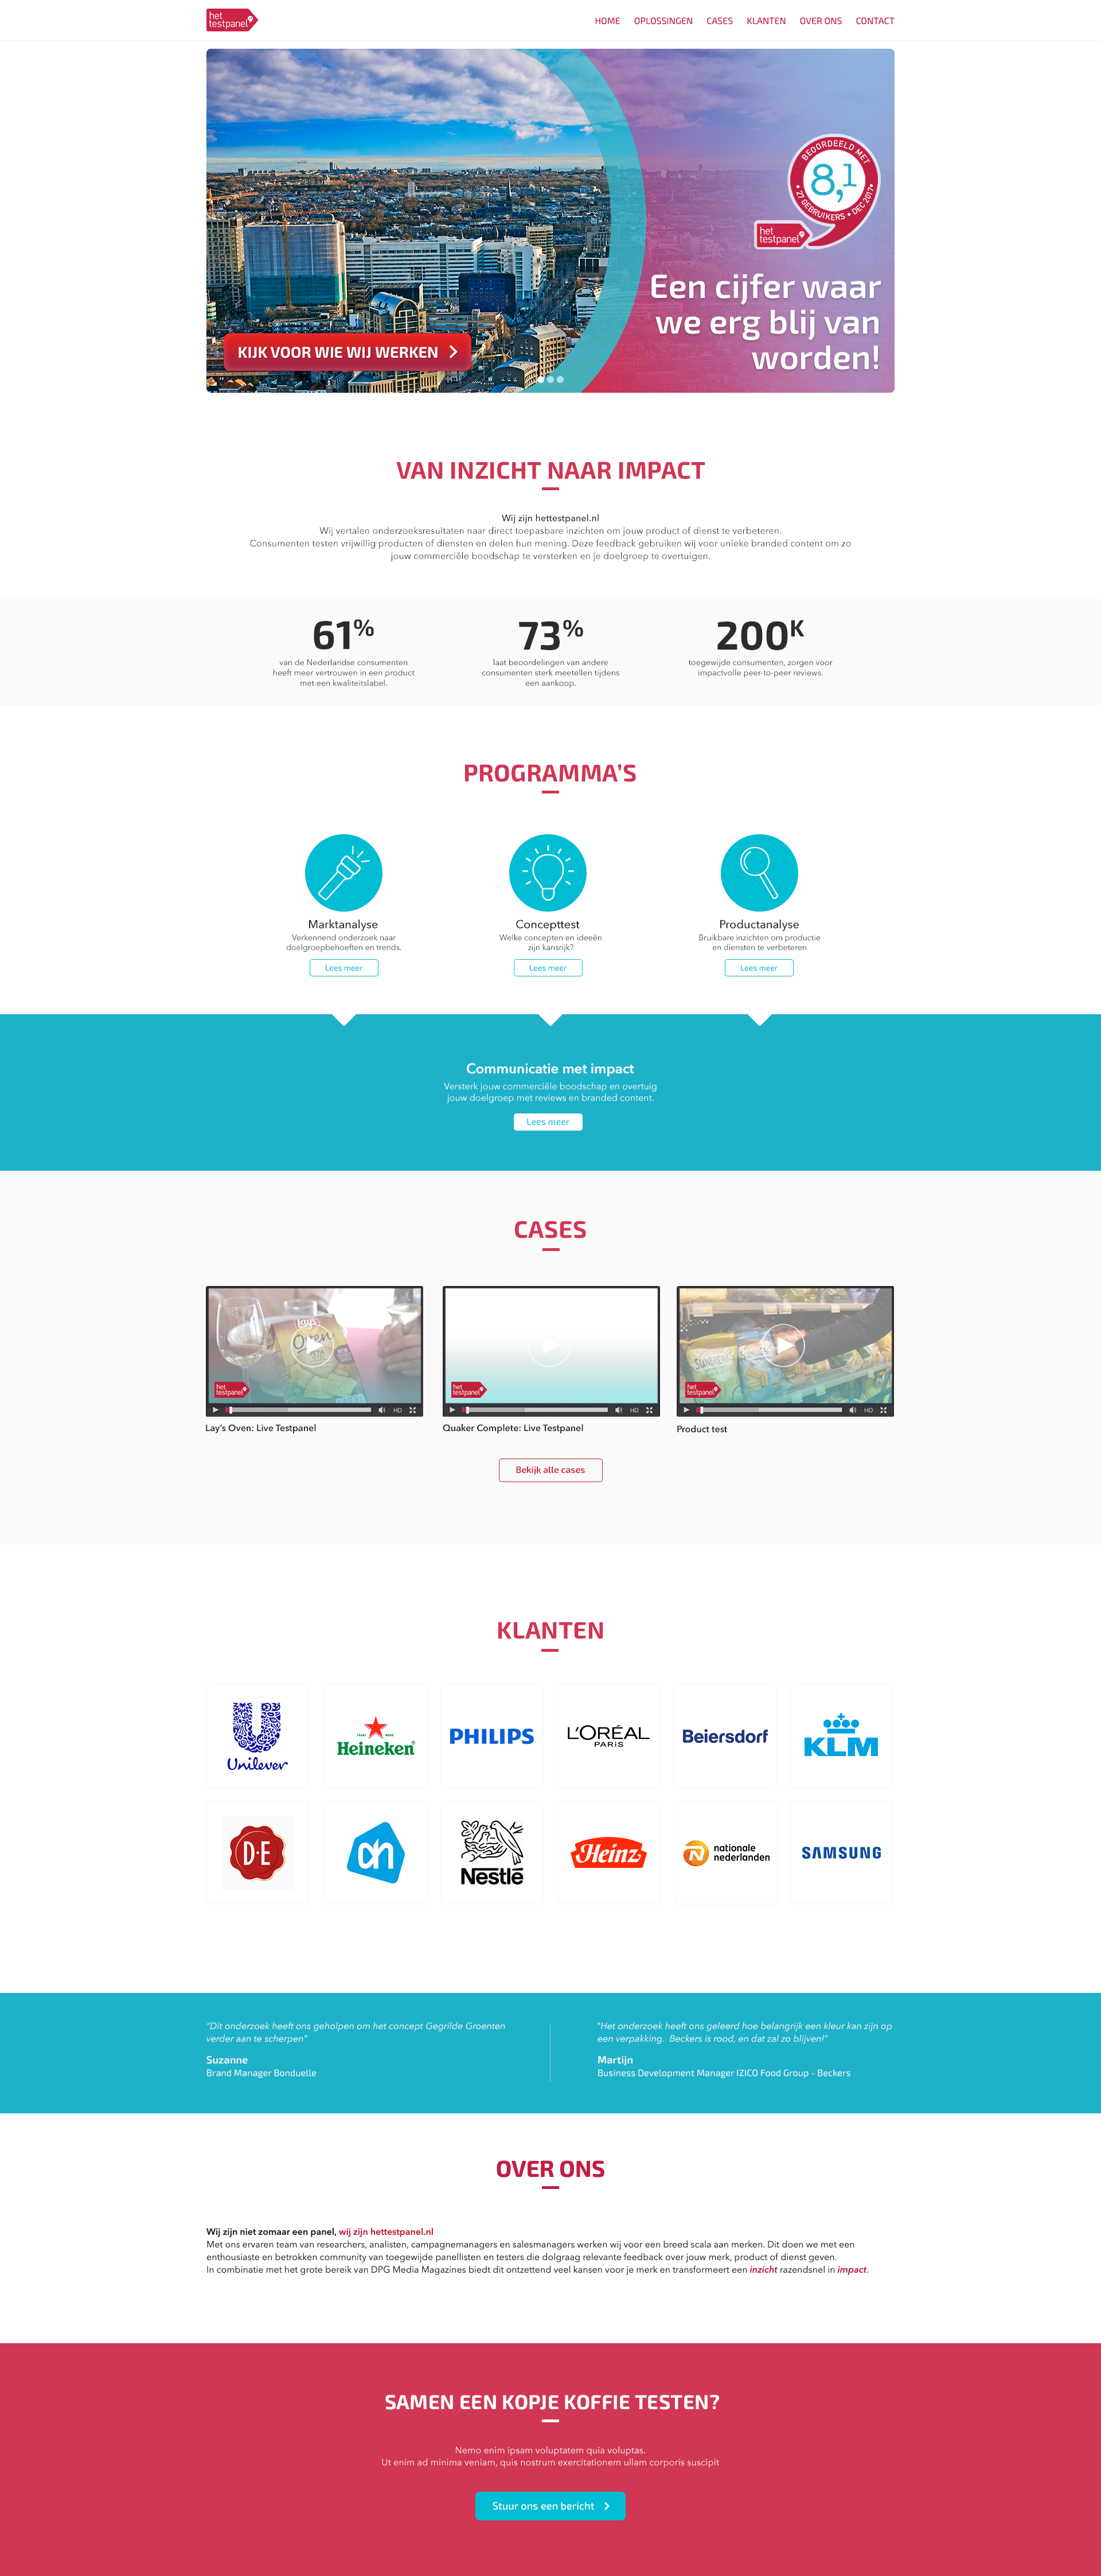 het
testpanel
HOME OPLOSSINGEN CASES KLANTEN OVER ONS CONTACT
BEOORDEELD MET
8,1
27 GEBRUIKERS • DEC 2017
het
testpanel
Een cijfer waar
we erg blij van
worden!
KIJK VOOR WIE WIJ WERKEN
VAN INZICHT NAAR IMPACT
Wij zijn hettestpanel.nl
Wij vertalen onderzoeksresultaten naar direct toepasbare inzichten om jouw product of dienst te verbeteren.
Consumenten testen vrijwillig producten of diensten en delen hun mening. Deze feedback gebruiken wij voor unieke branded content om zo
jouw commerciële boodschap te versterken en je doelgroep te overtuigen.
61%
van de Nederlandse consumenten
heeft meer vertrouwen in een product
met een kwaliteitslabel.
73%
laat beoordelingen van andere
consumenten sterk meetellen tijdens
een aankoop.
200K
toegewijde consumenten, zorgen voor
impactvolle peer-to-peer reviews.
PROGRAMMA'S
Marktanalyse
Verkennend onderzoek naar
doelgroepbehoeften en trends.
Lees meer
Concepttest
Welke concepten en ideeën
zijn kansrijk?
Lees meer
Productanalyse
Bruikbare inzichten om productie
en diensten te verbeteren
Lees meer
Communicatie met impact
Versterk jouw commerciële boodschap en overtuig
jouw doelgroep met reviews en branded content.
Lees meer
CASES
Lay's
Oven
het
testpanel
HD
Lay's Oven: Live Testpanel
het
testpanel
HD
Quaker Complete: Live Testpanel
het
testpanel
HD
Product test
Bekijk alle cases
KLANTEN
Unilever
TRADE MARK
Heineken®
PHILIPS
L'ORÉAL
PARIS
Beiersdorf
KLM
D·E
ah
Nestlé
Heinz
nationale
nederlanden
SAMSUNG
"Dit onderzoek heeft ons geholpen om het concept Gegrilde Groenten
verder aan te scherpen"
Suzanne
Brand Manager Bonduelle
"Het onderzoek heeft ons geleerd hoe belangrijk een kleur kan zijn op
een verpakking. Beckers is rood, en dat zal zo blijven!"
Martijn
Business Development Manager IZICO Food Group - Beckers
OVER ONS
Wij zijn niet zomaar een panel, wij zijn hettestpanel.nl
Met ons ervaren team van researchers, analisten, campagnemanagers en salesmanagers werken wij voor een breed scala aan merken. Dit doen we met een
enthousiaste en betrokken community van toegewijde panellisten en testers die dolgraag relevante feedback over jouw merk, product of dienst geven.
In combinatie met het grote bereik van DPG Media Magazines biedt dit ontzettend veel kansen voor je merk en transformeert een inzicht razendsnel in impact.
SAMEN EEN KOPJE KOFFIE TESTEN?
Nemo enim ipsam voluptatem quia voluptas.
Ut enim ad minima veniam, quis nostrum exercitationem ullam corporis suscipit
Stuur ons een bericht